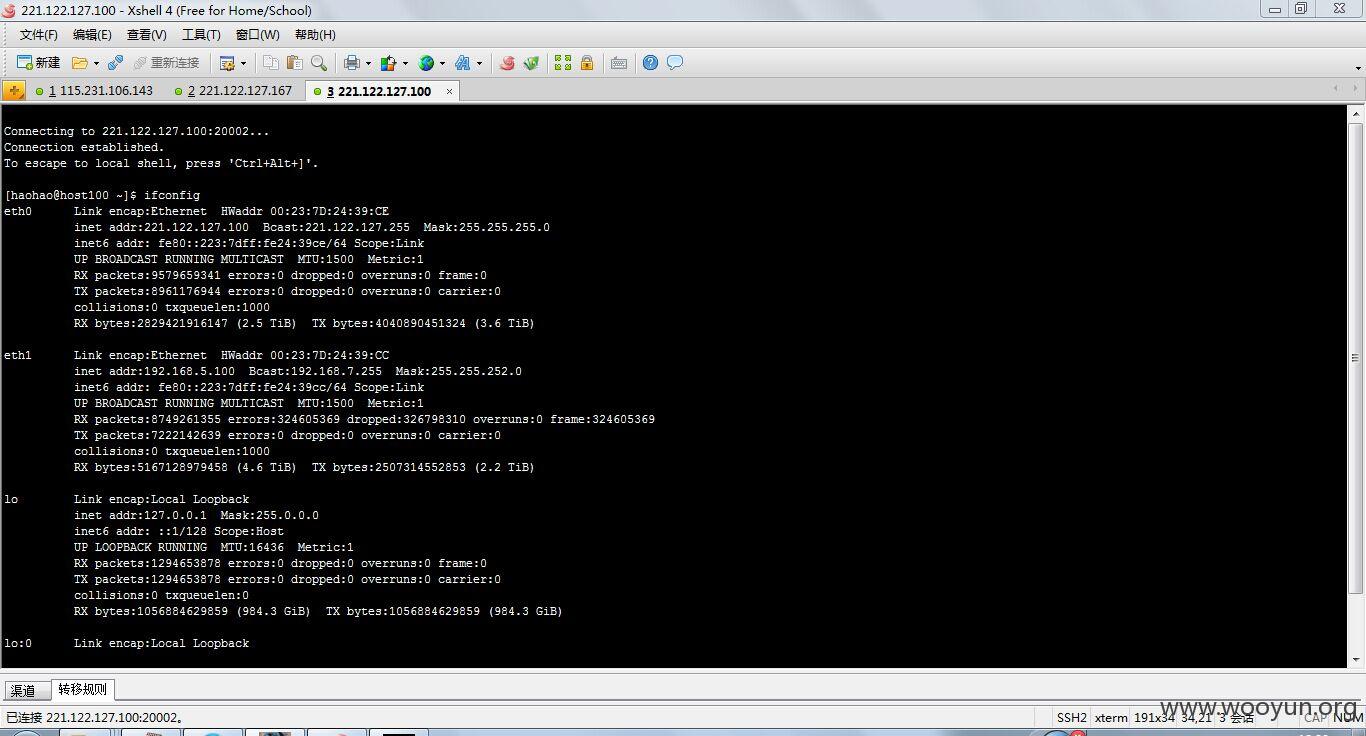 221.122.127.100 - Xshell 4 (Free for Home/School)
文件(F) 编辑(E) 查看(V) 工具(T) 窗口(W) 帮助(H)
新建 重新连接
1 115.231.106.143 2 221.122.127.167 3 221.122.127.100 ×
Connecting to 221.122.127.100:20002...
Connection established.
To escape to local shell, press 'Ctrl+Alt+]'.
[haohao@host100 ~]$ ifconfig
eth0 Link encap:Ethernet HWaddr 00:23:7D:24:39:CE
inet addr:221.122.127.100 Bcast:221.122.127.255 Mask:255.255.255.0
inet6 addr: fe80::223:7dff:fe24:39ce/64 Scope:Link
UP BROADCAST RUNNING MULTICAST MTU:1500 Metric:1
RX packets:9579659341 errors:0 dropped:0 overruns:0 frame:0
TX packets:8961176944 errors:0 dropped:0 overruns:0 carrier:0
collisions:0 txqueuelen:1000
RX bytes:2829421916147 (2.5 TiB) TX bytes:4040890451324 (3.6 TiB)
eth1 Link encap:Ethernet HWaddr 00:23:7D:24:39:CC
inet addr:192.168.5.100 Bcast:192.168.7.255 Mask:255.255.252.0
inet6 addr: fe80::223:7dff:fe24:39cc/64 Scope:Link
UP BROADCAST RUNNING MULTICAST MTU:1500 Metric:1
RX packets:8749261355 errors:324605369 dropped:326798310 overruns:0 frame:324605369
TX packets:7222142639 errors:0 dropped:0 overruns:0 carrier:0
collisions:0 txqueuelen:1000
RX bytes:5167128979458 (4.6 TiB) TX bytes:2507314552853 (2.2 TiB)
lo Link encap:Local Loopback
inet addr:127.0.0.1 Mask:255.0.0.0
inet6 addr: ::1/128 Scope:Host
UP LOOPBACK RUNNING MTU:16436 Metric:1
RX packets:1294653878 errors:0 dropped:0 overruns:0 frame:0
TX packets:1294653878 errors:0 dropped:0 overruns:0 carrier:0
collisions:0 txqueuelen:0
RX bytes:1056884629859 (984.3 GiB) TX bytes:1056884629859 (984.3 GiB)
lo:0 Link encap:Local Loopback
渠道 转移规则
已连接 221.122.127.100:20002。 SSH2 xterm 191x34 34,21 3 会话 CAP NUM
www.wooyun.org